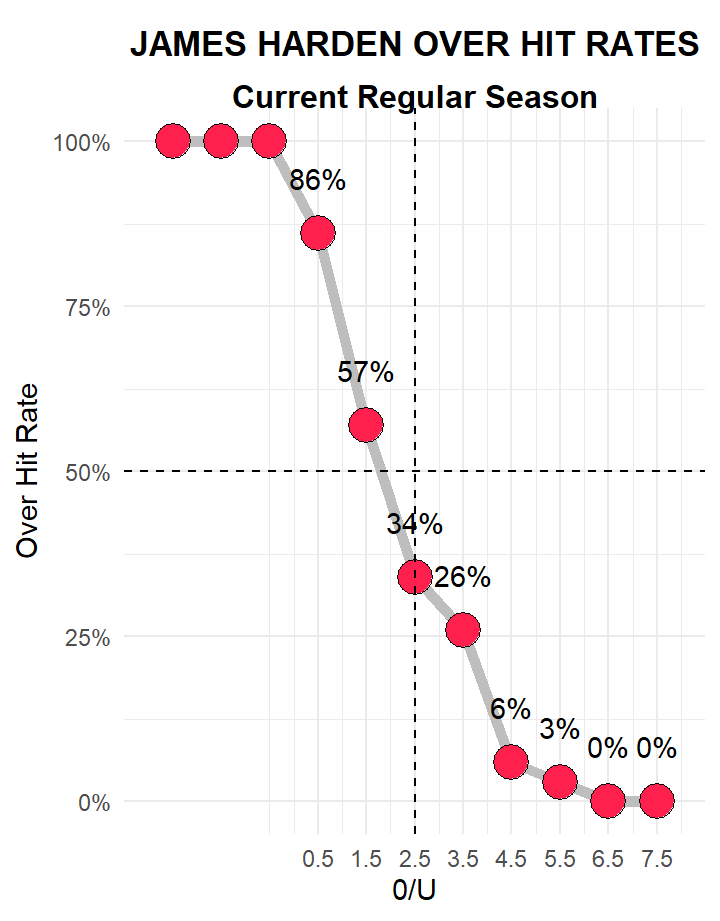 JAMES HARDEN OVER HIT RATES
Current Regular Season
Over Hit Rate
100%
75%
50%
25%
0%
86%
57%
34%
26%
6%
3%
0% 0%
0.5 1.5 2.5 3.5 4.5 5.5 6.5 7.5
0/U